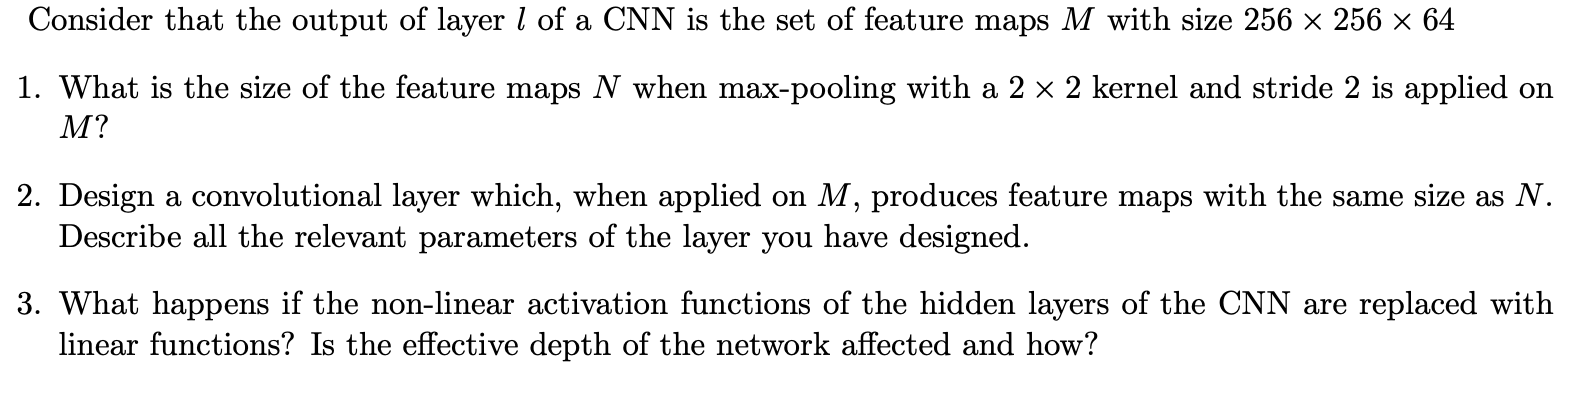 Consider that the output of layer l of a CNN is the set of feature maps M with size 256 × 256 × 64
1. What is the size of the feature maps N when max-pooling with a 2 × 2 kernel and stride 2 is applied on
M?
2. Design a convolutional layer which, when applied on M, produces feature maps with the same size as N.
Describe all the relevant parameters of the layer you have designed.
3. What happens if the non-linear activation functions of the hidden layers of the CNN are replaced with
linear functions? Is the effective depth of the network affected and how?